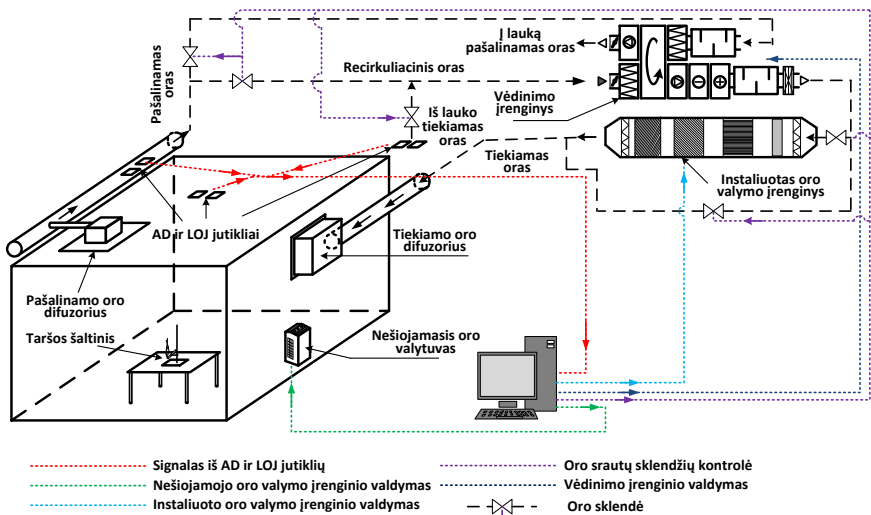 Į lauką
pašalinamas oras
Pašalinamas
oras
Recirkuliacinis oras
Vėdinimo
įrenginys
Iš lauko
tiekiamas
oras
Tiekiamas
oras
Instaliuotas oro
valymo įrenginys
AD ir LOJ jutikliai
Tiekiamo oro
difuzorius
Pašalinamo oro
difuzorius
Taršos šaltinis
Nešiojamasis oro
valytuvas
Signalas iš AD ir LOJ jutiklių
Nešiojamojo oro valymo įrenginio valdymas
Instaliuoto oro valymo įrenginio valdymas
Oro srautų sklendžių kontrolė
Vėdinimo įrenginio valdymas
Oro sklendė